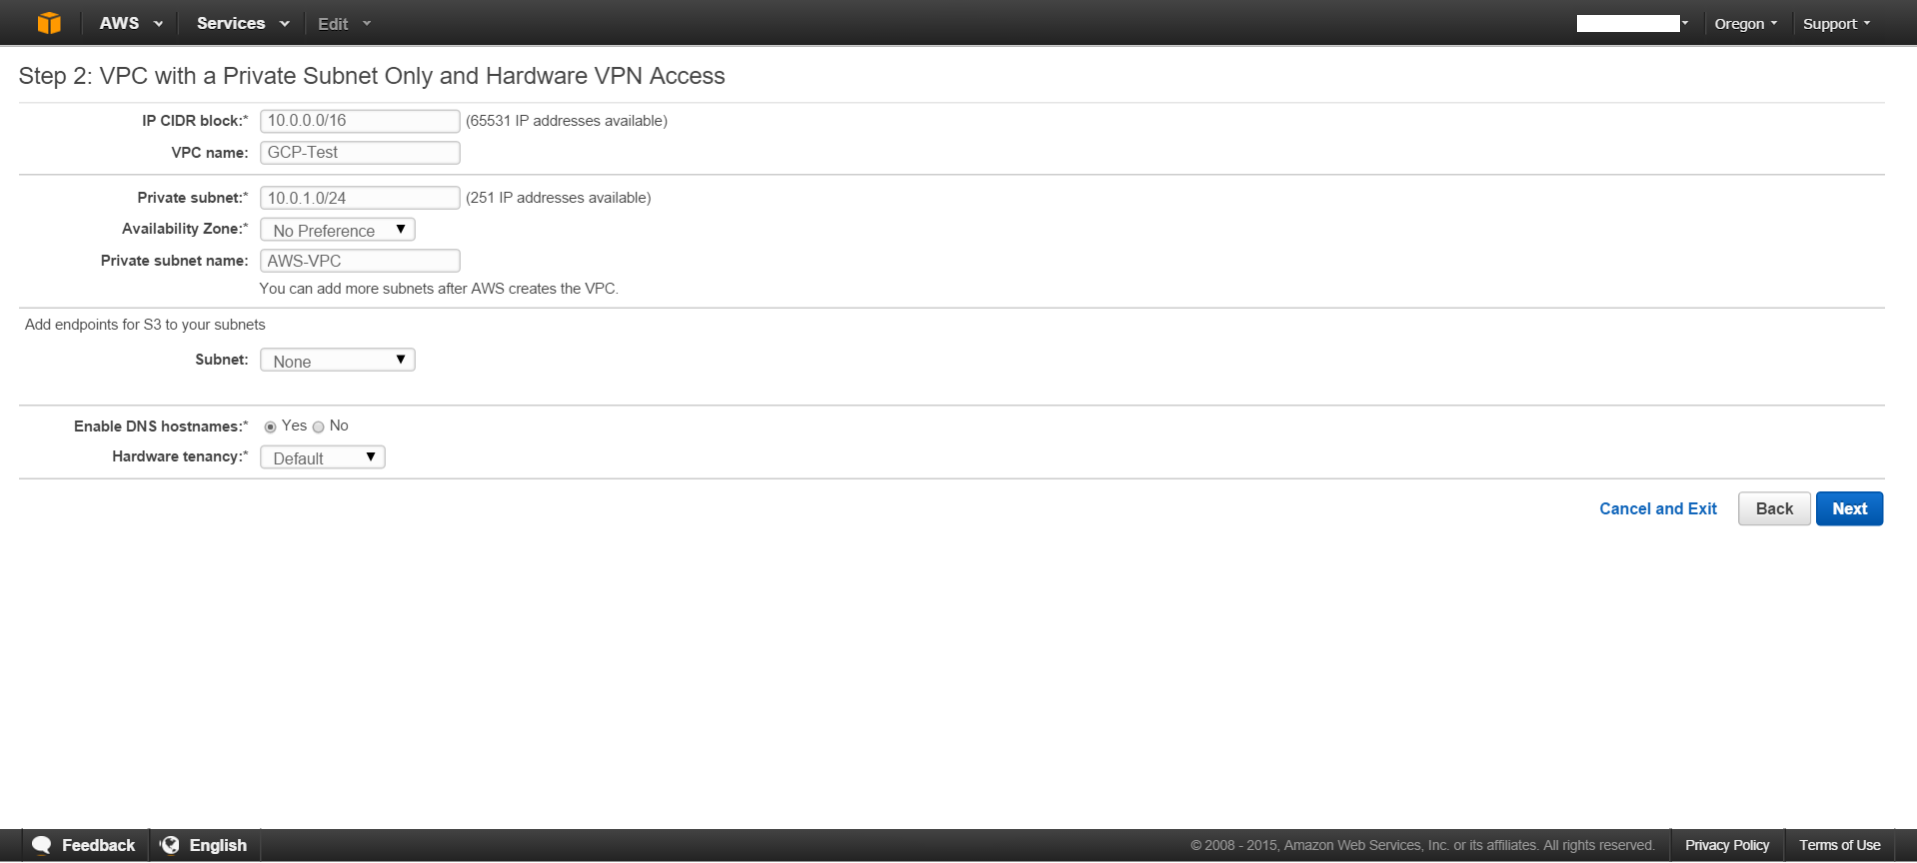 AWS Services Edit Oregon Support
Step 2: VPC with a Private Subnet Only and Hardware VPN Access
IP CIDR block:* 10.0.0.0/16 (65531 IP addresses available)
VPC name: GCP-Test
Private subnet:* 10.0.1.0/24 (251 IP addresses available)
Availability Zone:* No Preference
Private subnet name: AWS-VPC
You can add more subnets after AWS creates the VPC.
Add endpoints for S3 to your subnets
Subnet: None
Enable DNS hostnames:* Yes No
Hardware tenancy:* Default
Cancel and Exit Back Next
Feedback English © 2008 - 2015, Amazon Web Services, Inc. or its affiliates. All rights reserved. Privacy Policy Terms of Use